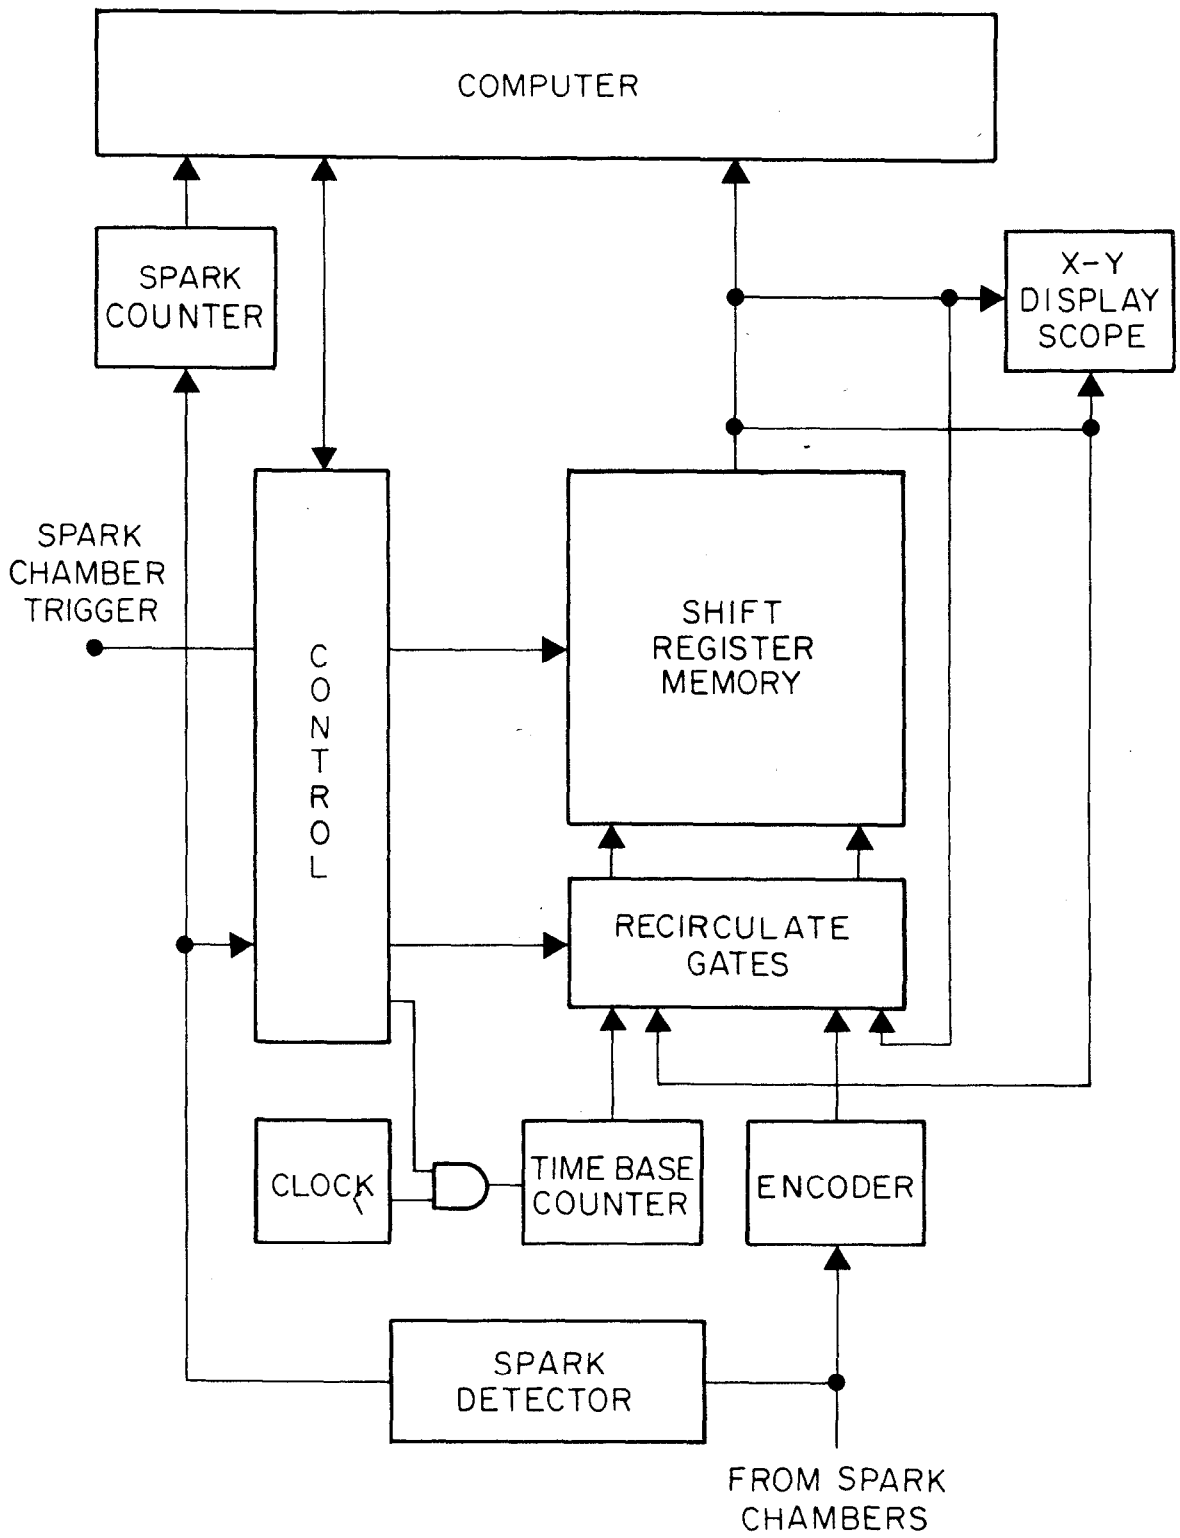 COMPUTER
SPARK
COUNTER
X-Y
DISPLAY
SCOPE
SPARK
CHAMBER
TRIGGER
CONTROL
SHIFT
REGISTER
MEMORY
RECIRCULATE
GATES
CLOCK
TIME BASE
COUNTER
ENCODER
SPARK
DETECTOR
FROM SPARK
CHAMBERS